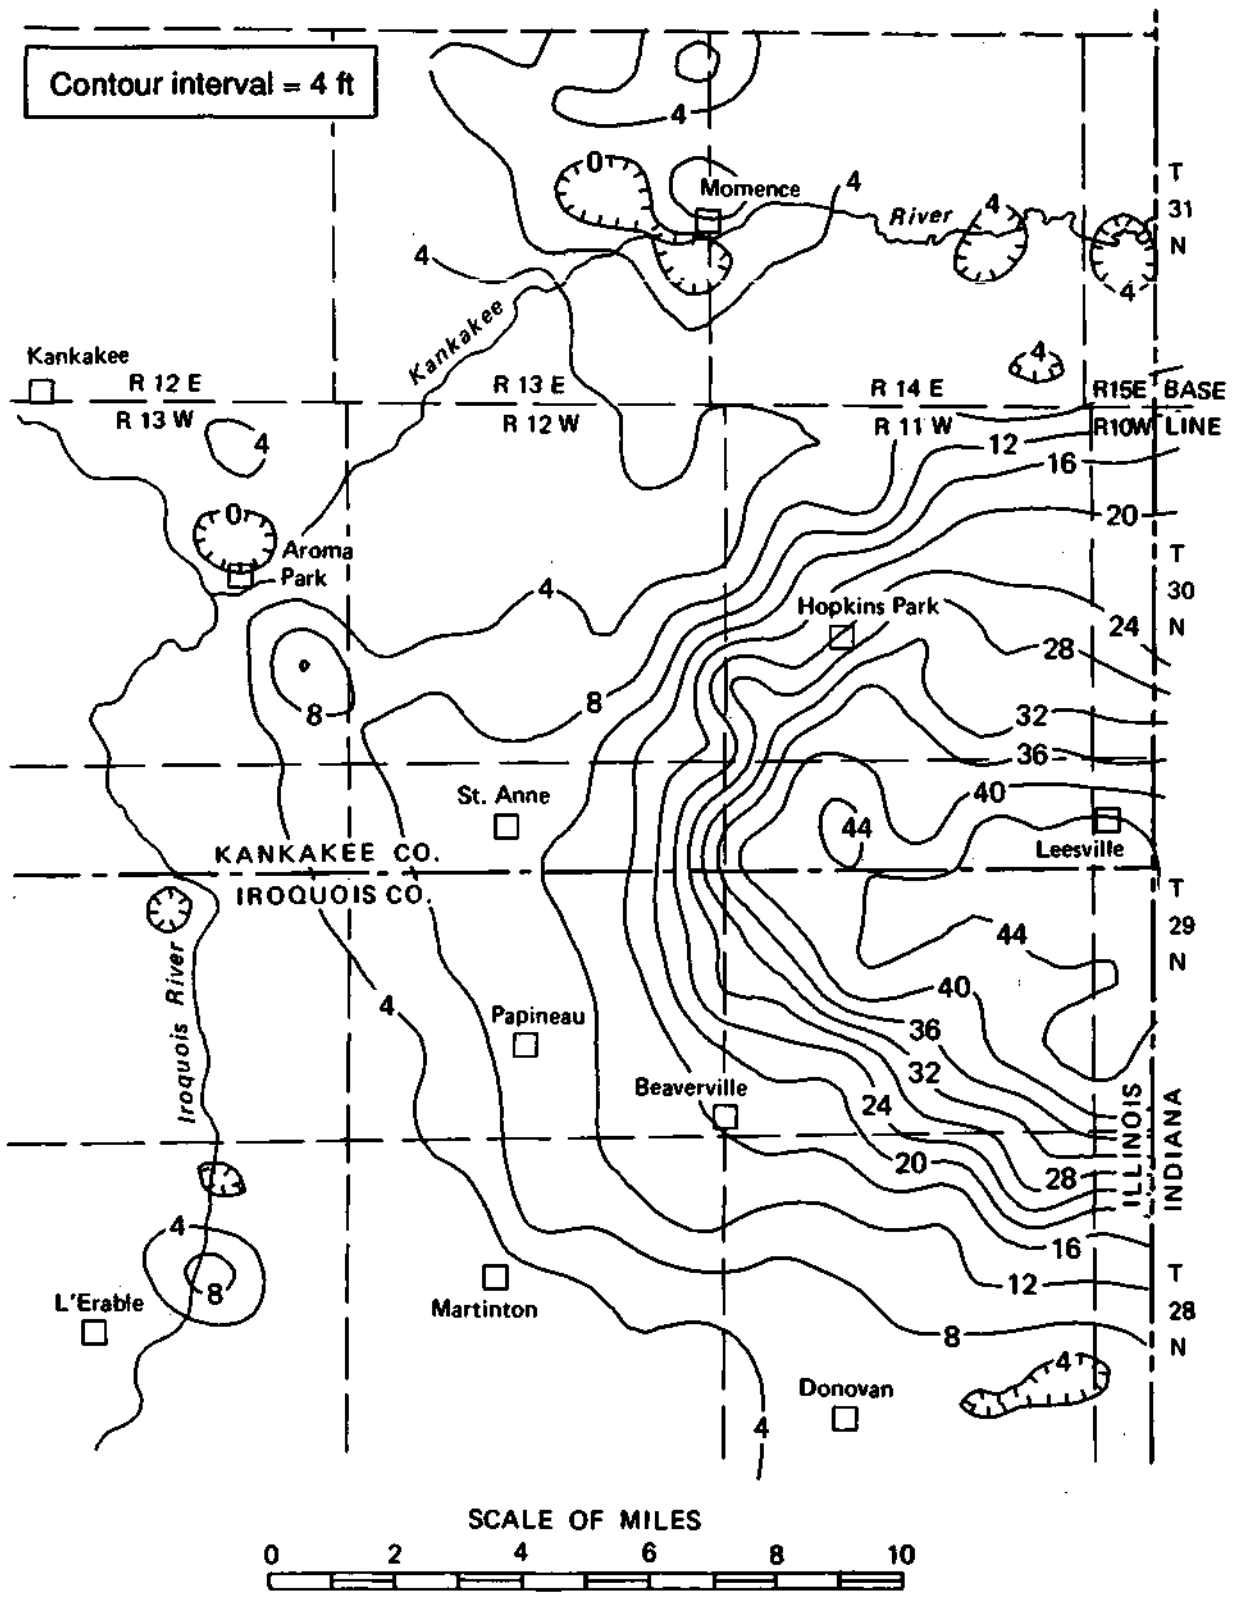 Contour interval = 4 ft
4
0
Momence
4
River
4
T
31
N
4
Kankakee
4
4
Kankakee
R 12 E
R 13 E
R 14 E
R15E
BASE
R 13 W
R 12 W
R 11 W
R10W
LINE
4
12
16
0
20
Aroma
Park
T
30
N
4
Hopkins Park
24
28
8
8
32
36
St. Anne
40
44
Leesville
KANKAKEE CO.
IROQUOIS CO.
T
29
N
44
Iroquois River
4
40
Papineau
36
32
Beaverville
24
ILLINOIS
INDIANA
20
28
4
16
8
12
T
28
N
L'Erable
Martinton
8
4
Donovan
4
SCALE OF MILES
0 2 4 6 8 10